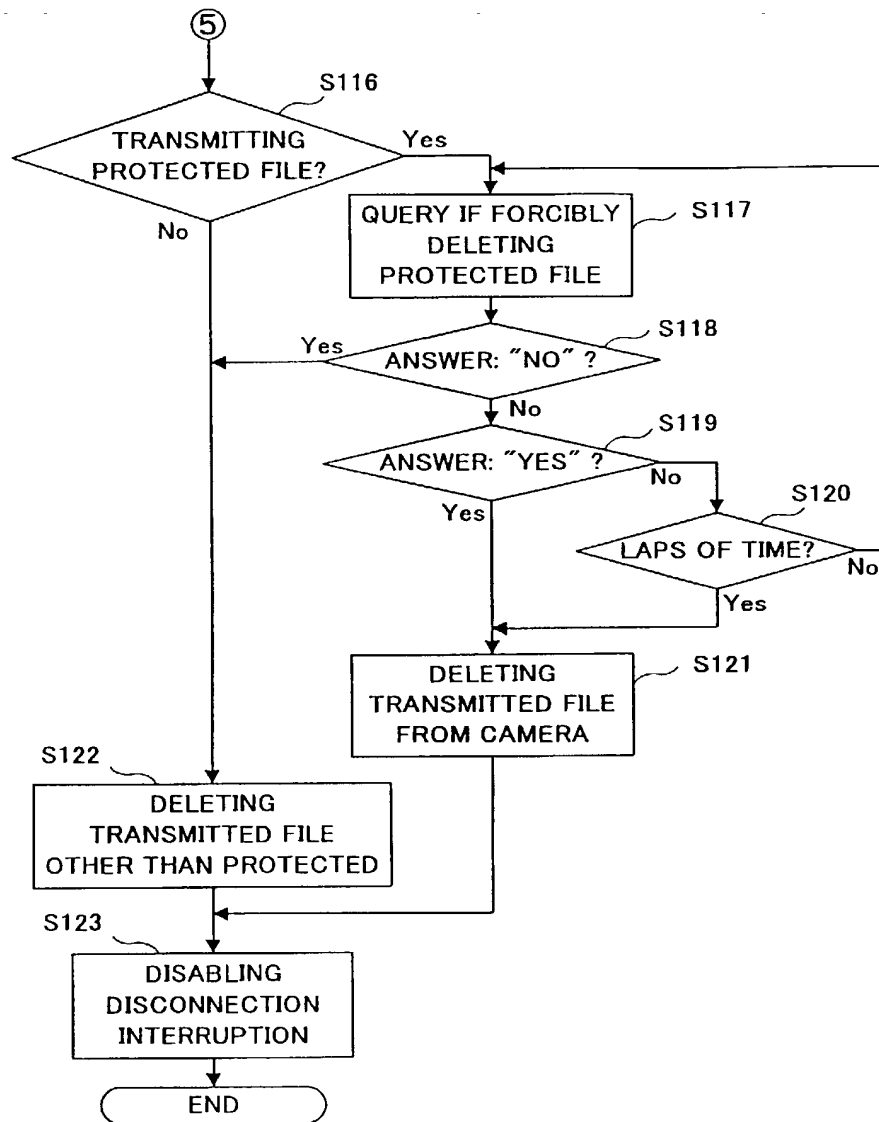 ⑤
S116
TRANSMITTING
PROTECTED FILE?
Yes
No
QUERY IF FORCIBLY
DELETING
PROTECTED FILE
S117
S118
Yes
ANSWER: "NO" ?
No
S119
ANSWER: "YES" ?
No
Yes
S120
LAPS OF TIME?
No
Yes
DELETING
TRANSMITTED FILE
FROM CAMERA
S121
S122
DELETING
TRANSMITTED FILE
OTHER THAN PROTECTED
S123
DISABLING
DISCONNECTION
INTERRUPTION
END